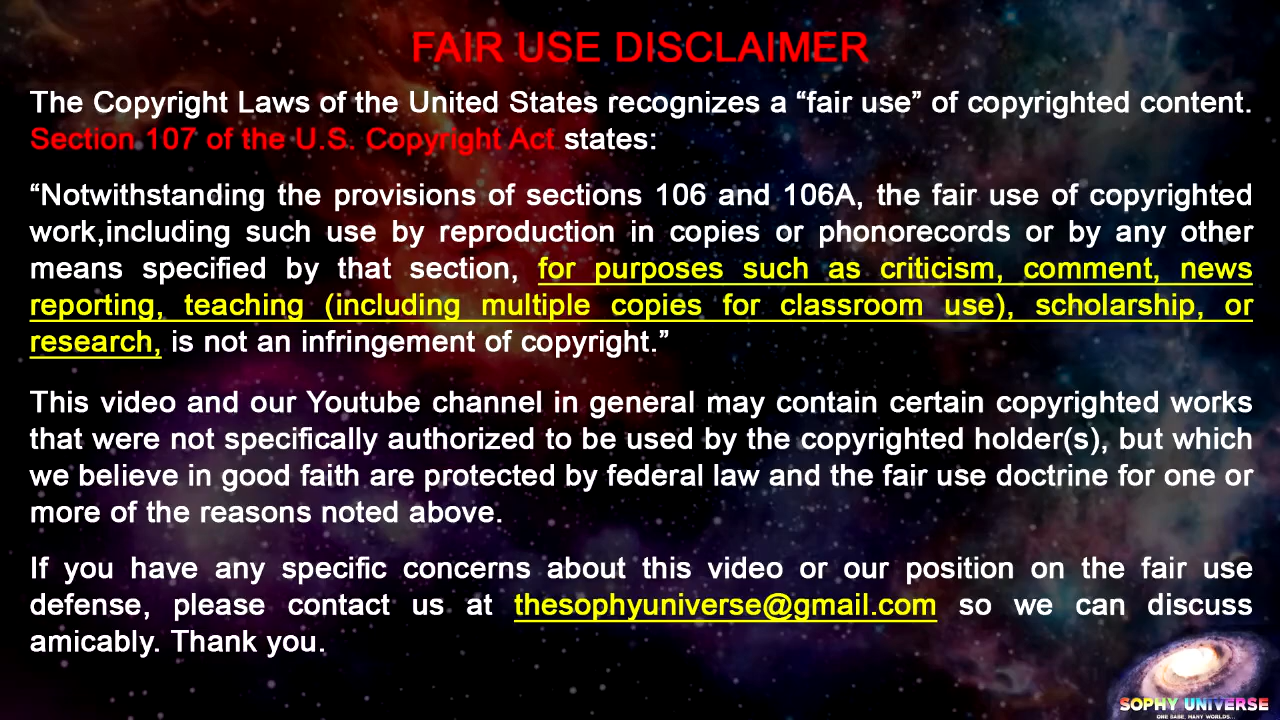 FAIR USE DISCLAIMER
The Copyright Laws of the United States recognizes a “fair use” of copyrighted content.
Section 107 of the U.S. Copyright Act states:
“Notwithstanding the provisions of sections 106 and 106A, the fair use of copyrighted
work,including such use by reproduction in copies or phonorecords or by any other
means specified by that section, for purposes such as criticism, comment, news
reporting, teaching (including multiple copies for classroom use), scholarship, or
research, is not an infringement of copyright.”
This video and our Youtube channel in general may contain certain copyrighted works
that were not specifically authorized to be used by the copyrighted holder(s), but which
we believe in good faith are protected by federal law and the fair use doctrine for one or
more of the reasons noted above.
If you have any specific concerns about this video or our position on the fair use
defense, please contact us at thesophyuniverse@gmail.com so we can discuss
amicably. Thank you.
SOPHY UNIVERSE
ONE BABE, MANY WORLDS...